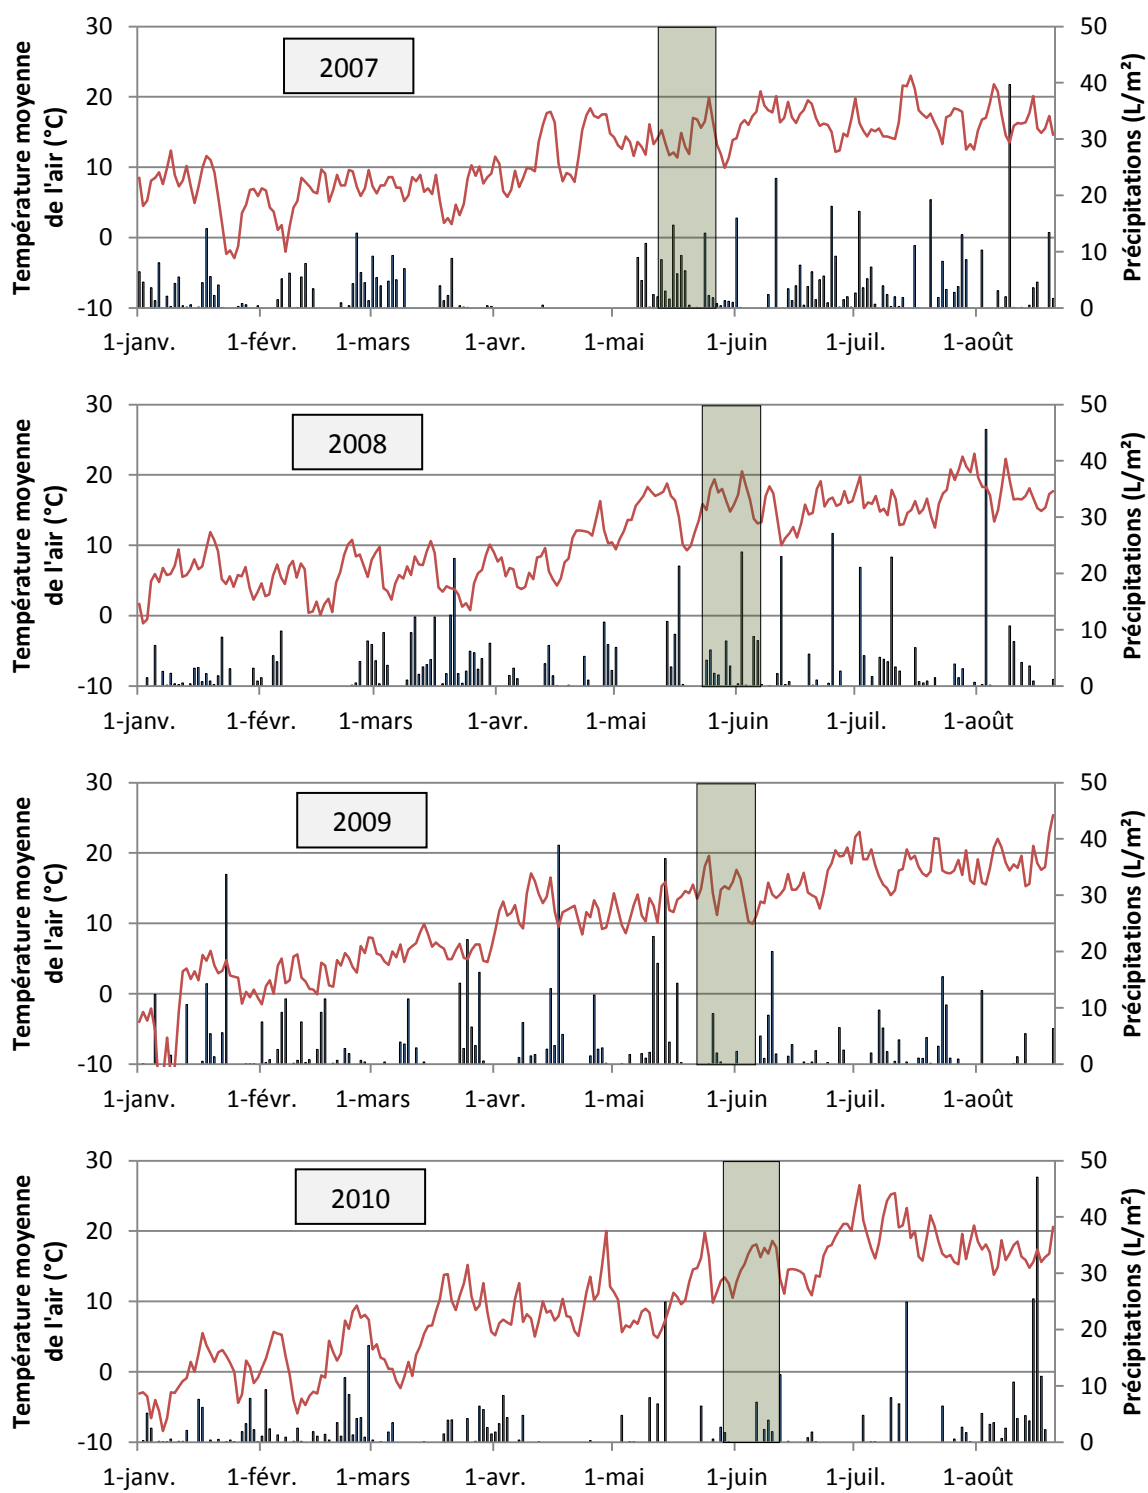 30
20
10
0
-10
50
40
30
20
10
0
Température moyenne
de l'air (°C)
Précipitations (L/m²)
2007
1-janv.
1-févr.
1-mars
1-avr.
1-mai
1-juin
1-juil.
1-août
30
20
10
0
-10
50
40
30
20
10
0
Température moyenne
de l'air (°C)
Précipitations (L/m²)
2008
1-janv.
1-févr.
1-mars
1-avr.
1-mai
1-juin
1-juil.
1-août
30
20
10
0
-10
50
40
30
20
10
0
Température moyenne
de l'air (°C)
Précipitations (L/m²)
2009
1-janv.
1-févr.
1-mars
1-avr.
1-mai
1-juin
1-juil.
1-août
30
20
10
0
-10
50
40
30
20
10
0
Température moyenne
de l'air (°C)
Précipitations (L/m²)
2010
1-janv.
1-févr.
1-mars
1-avr.
1-mai
1-juin
1-juil.
1-août